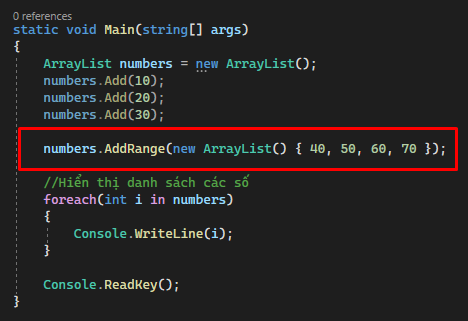 0 references
static void Main(string[] args)
{
ArrayList numbers = new ArrayList();
numbers.Add(10);
numbers.Add(20);
numbers.Add(30);
numbers.AddRange(new ArrayList() { 40, 50, 60, 70 });
//Hiển thị danh sách các số
foreach(int i in numbers)
{
Console.WriteLine(i);
}
Console.ReadKey();
}